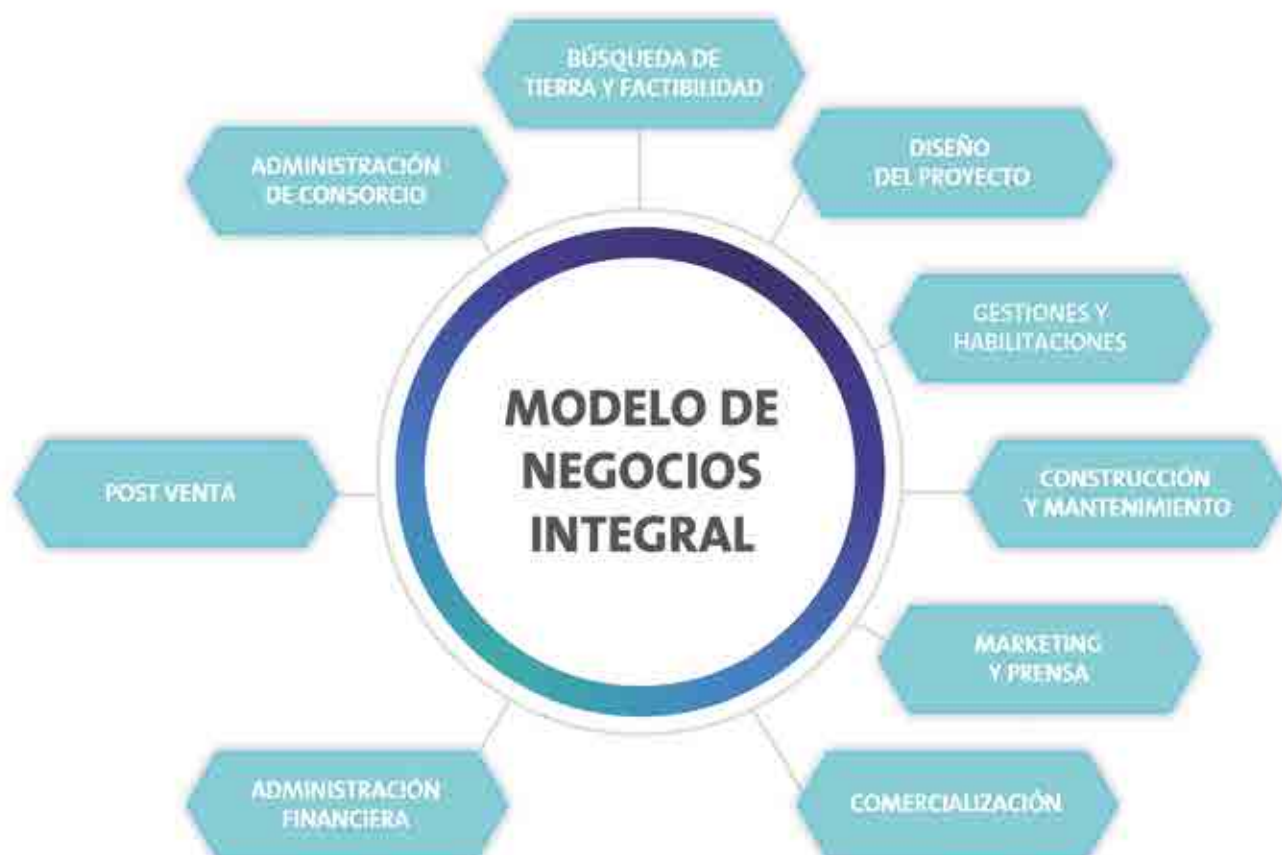 BÚSQUEDA DE
TIERRA Y FACTIBILIDAD
DISEÑO
DEL PROYECTO
GESTIONES Y
HABILITACIONES
CONSTRUCCIÓN
Y MANTENIMIENTO
MARKETING
Y PRENSA
COMERCIALIZACIÓN
ADMINISTRACIÓN
FINANCIERA
POST VENTA
ADMINISTRACIÓN
DE CONSORCIO
MODELO DE
NEGOCIOS
INTEGRAL